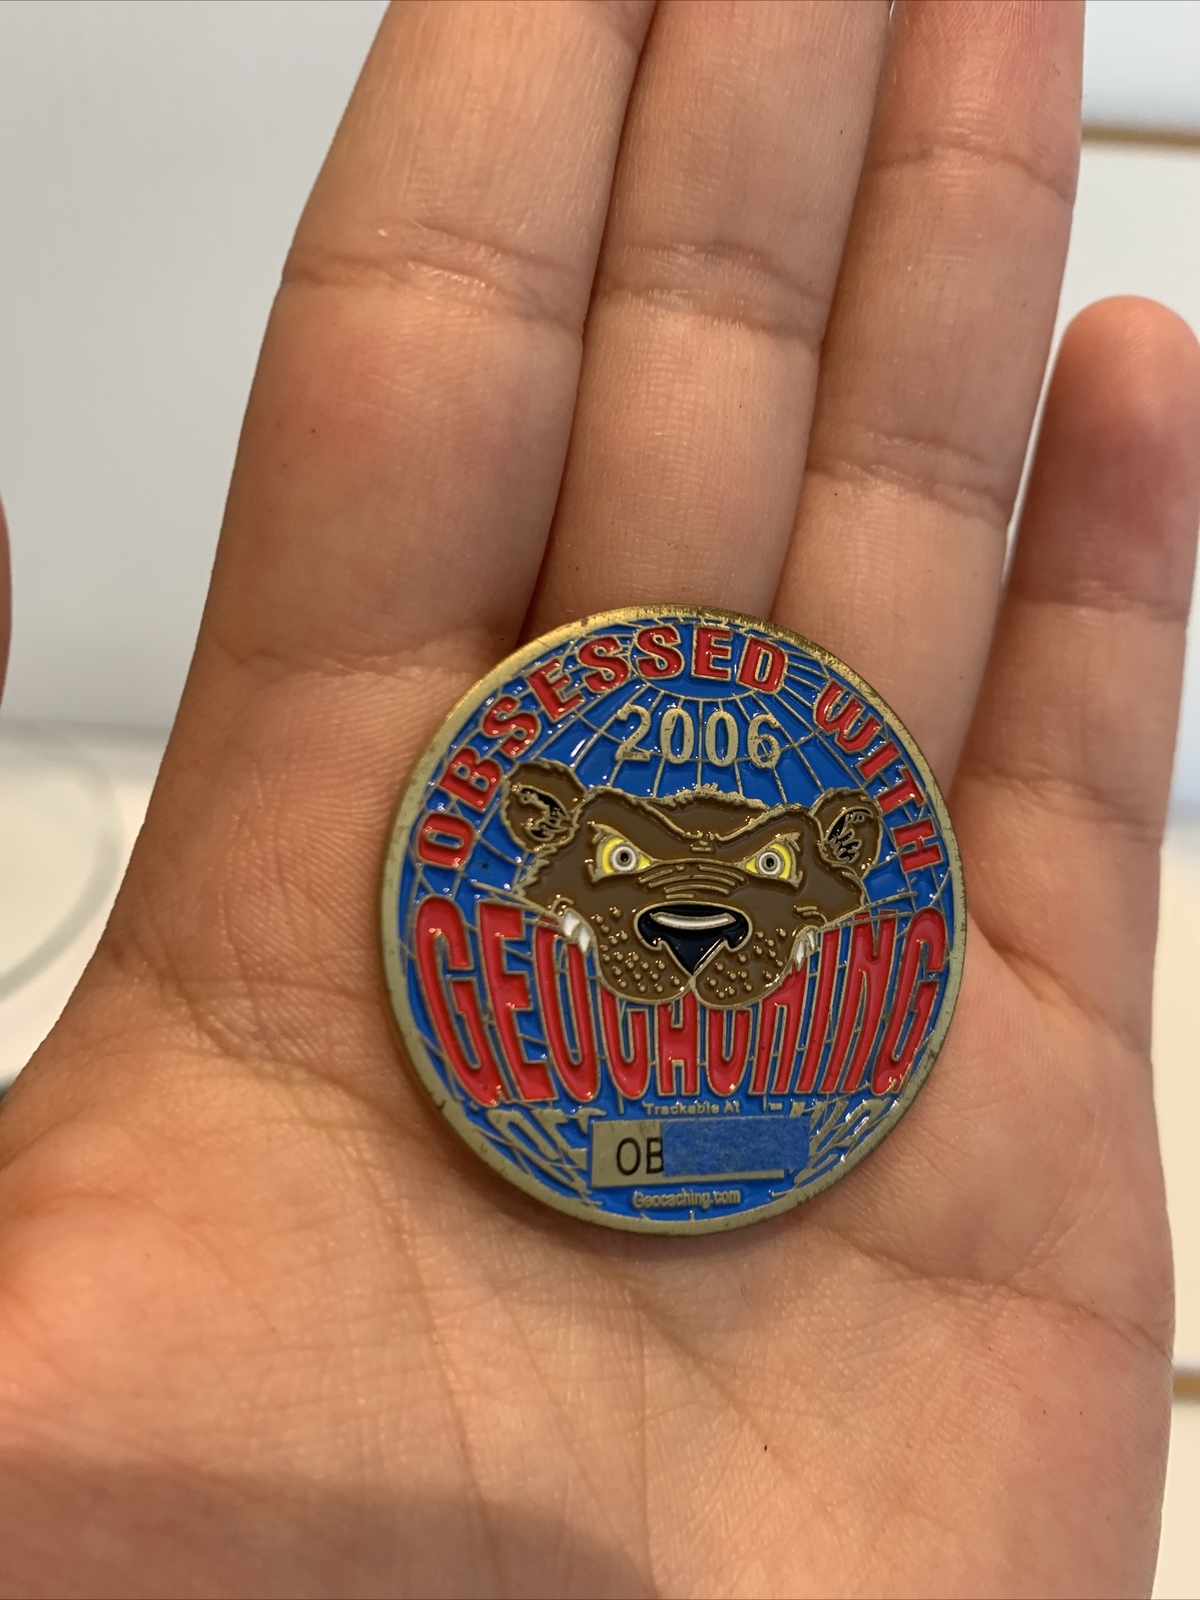 OBSESSED WITH
2006
GEOCACHING
Trackable At
OB
Geocaching.com